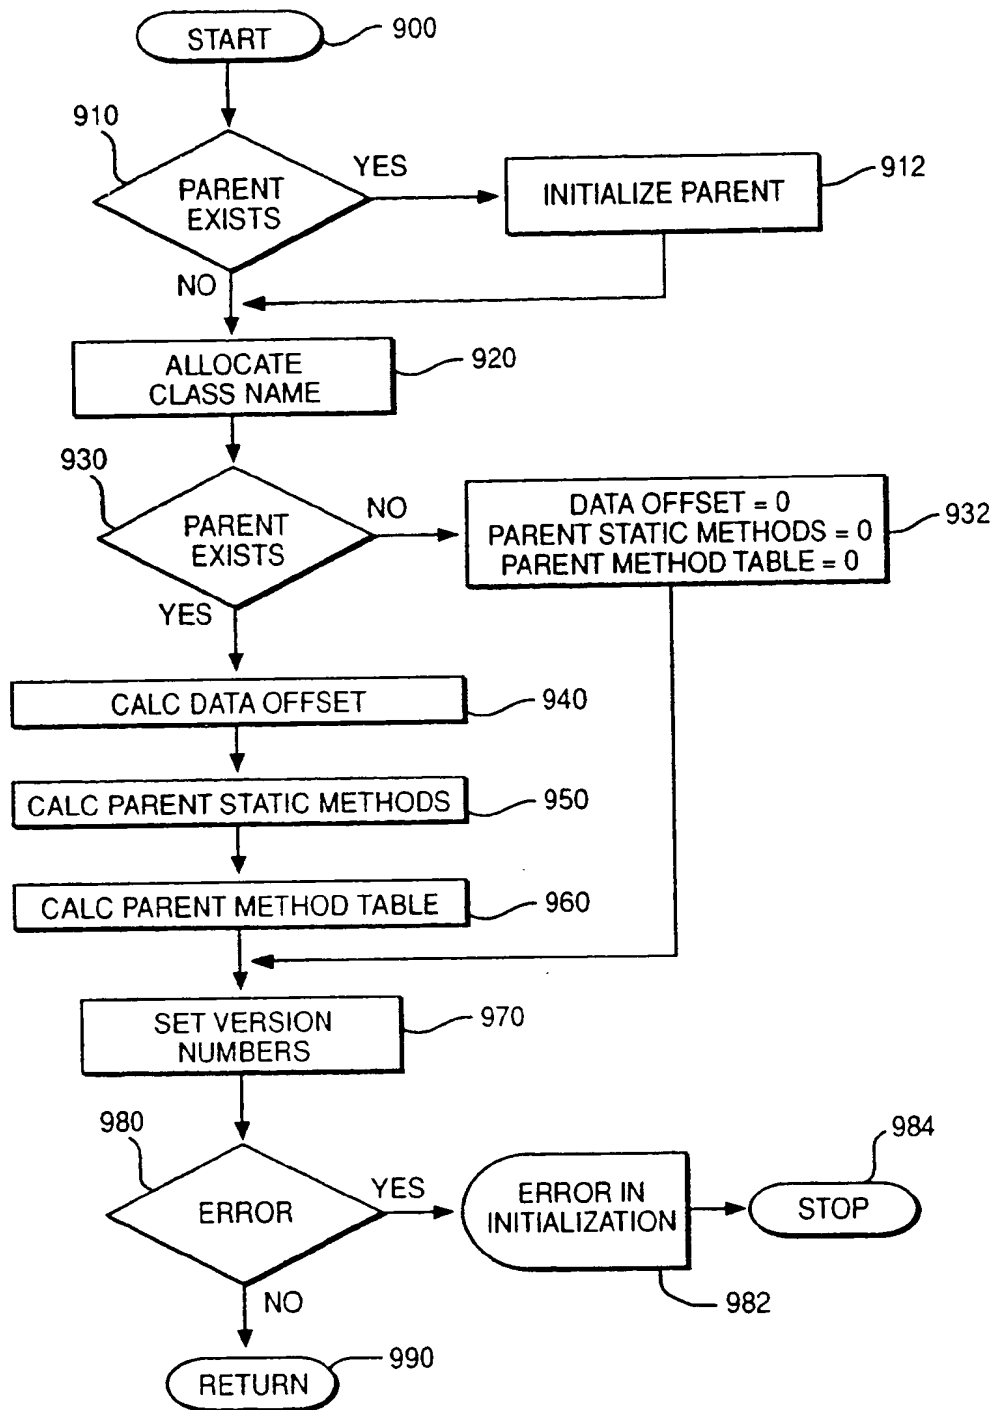 START
900
910
PARENT
EXISTS
YES
INITIALIZE PARENT
912
NO
ALLOCATE
CLASS NAME
920
930
PARENT
EXISTS
NO
DATA OFFSET = 0
PARENT STATIC METHODS = 0
PARENT METHOD TABLE = 0
932
YES
CALC DATA OFFSET
940
CALC PARENT STATIC METHODS
950
CALC PARENT METHOD TABLE
960
SET VERSION
NUMBERS
970
980
ERROR
YES
ERROR IN
INITIALIZATION
982
STOP
984
NO
RETURN
990